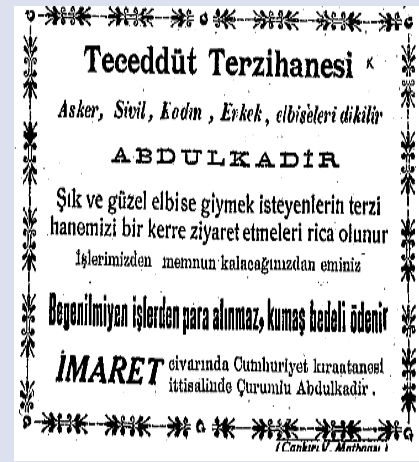 Teceddüt Terzihanesi
Asker, Sivil, Kadın, Erkek, elbiseleri dikilir
ABDULKADİR
Şık ve güzel elbise giymek isteyenlerin terzi
hanemizi bir kerre ziyaret etmeleri rica olunur
İşlerimizden memnun kalacağınızdan eminiz
Begenilmiyen işlerden para alınmaz, kumaş bedeli ödenir
İMARET civarında Cumhuriyet kıraatanesi
ittisalinde Çurumlu Abdulkadir.
(Çankırı V. Matbaası)